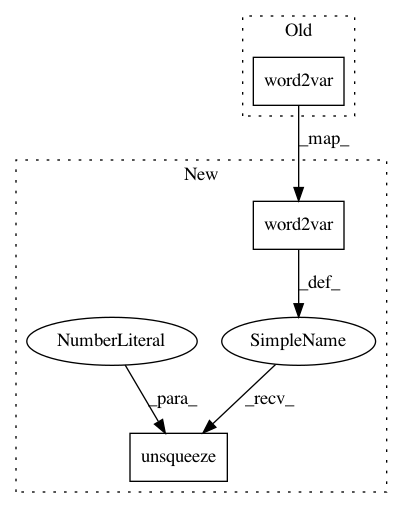 Old
word2var
_map_
New
word2var
_def_
NumberLiteral
SimpleName
_para_
_recv_
unsqueeze